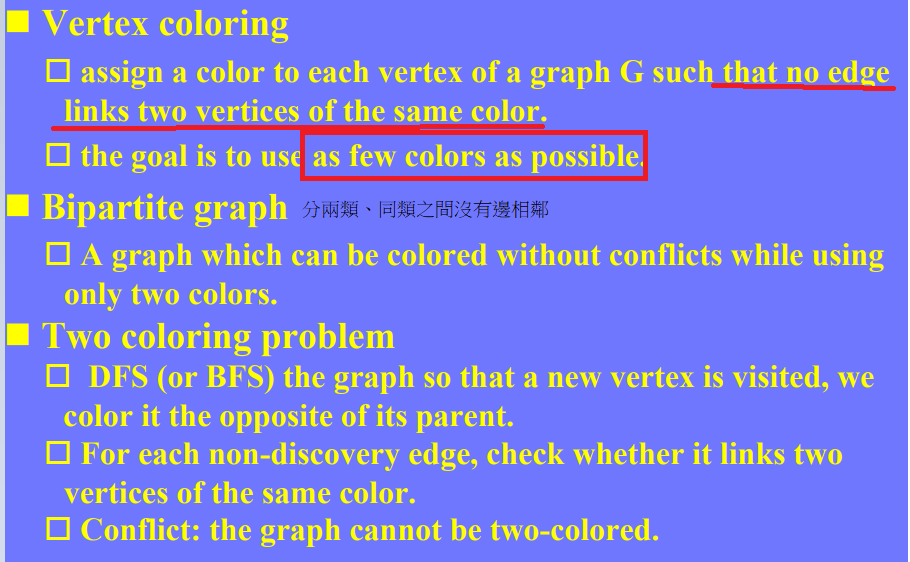 Vertex coloring
assign a color to each vertex of a graph G such that no edge
links two vertices of the same color.
the goal is to use as few colors as possible.
Bipartite graph 分兩類、同類之間沒有邊相鄰
A graph which can be colored without conflicts while using
only two colors.
Two coloring problem
DFS (or BFS) the graph so that a new vertex is visited, we
color it the opposite of its parent.
For each non-discovery edge, check whether it links two
vertices of the same color.
Conflict: the graph cannot be two-colored.